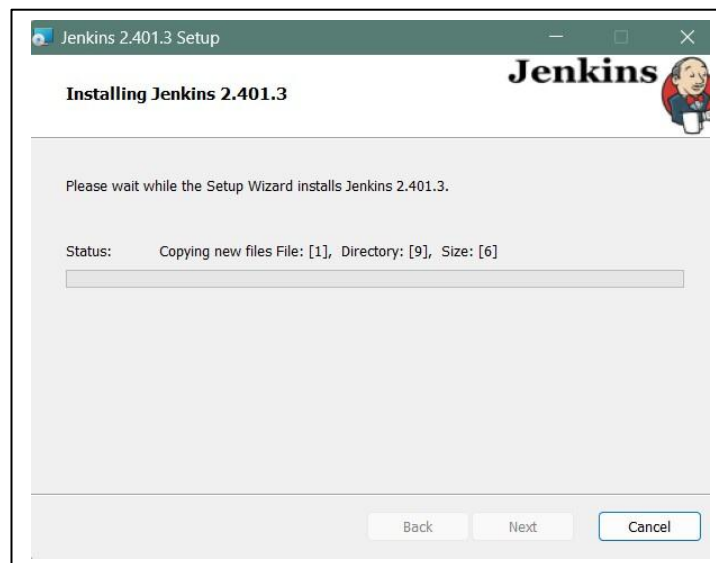 Jenkins 2.401.3 Setup
Jenkins
Installing Jenkins 2.401.3
Please wait while the Setup Wizard installs Jenkins 2.401.3.
Status: Copying new files File: [1], Directory: [9], Size: [6]
Back Next Cancel